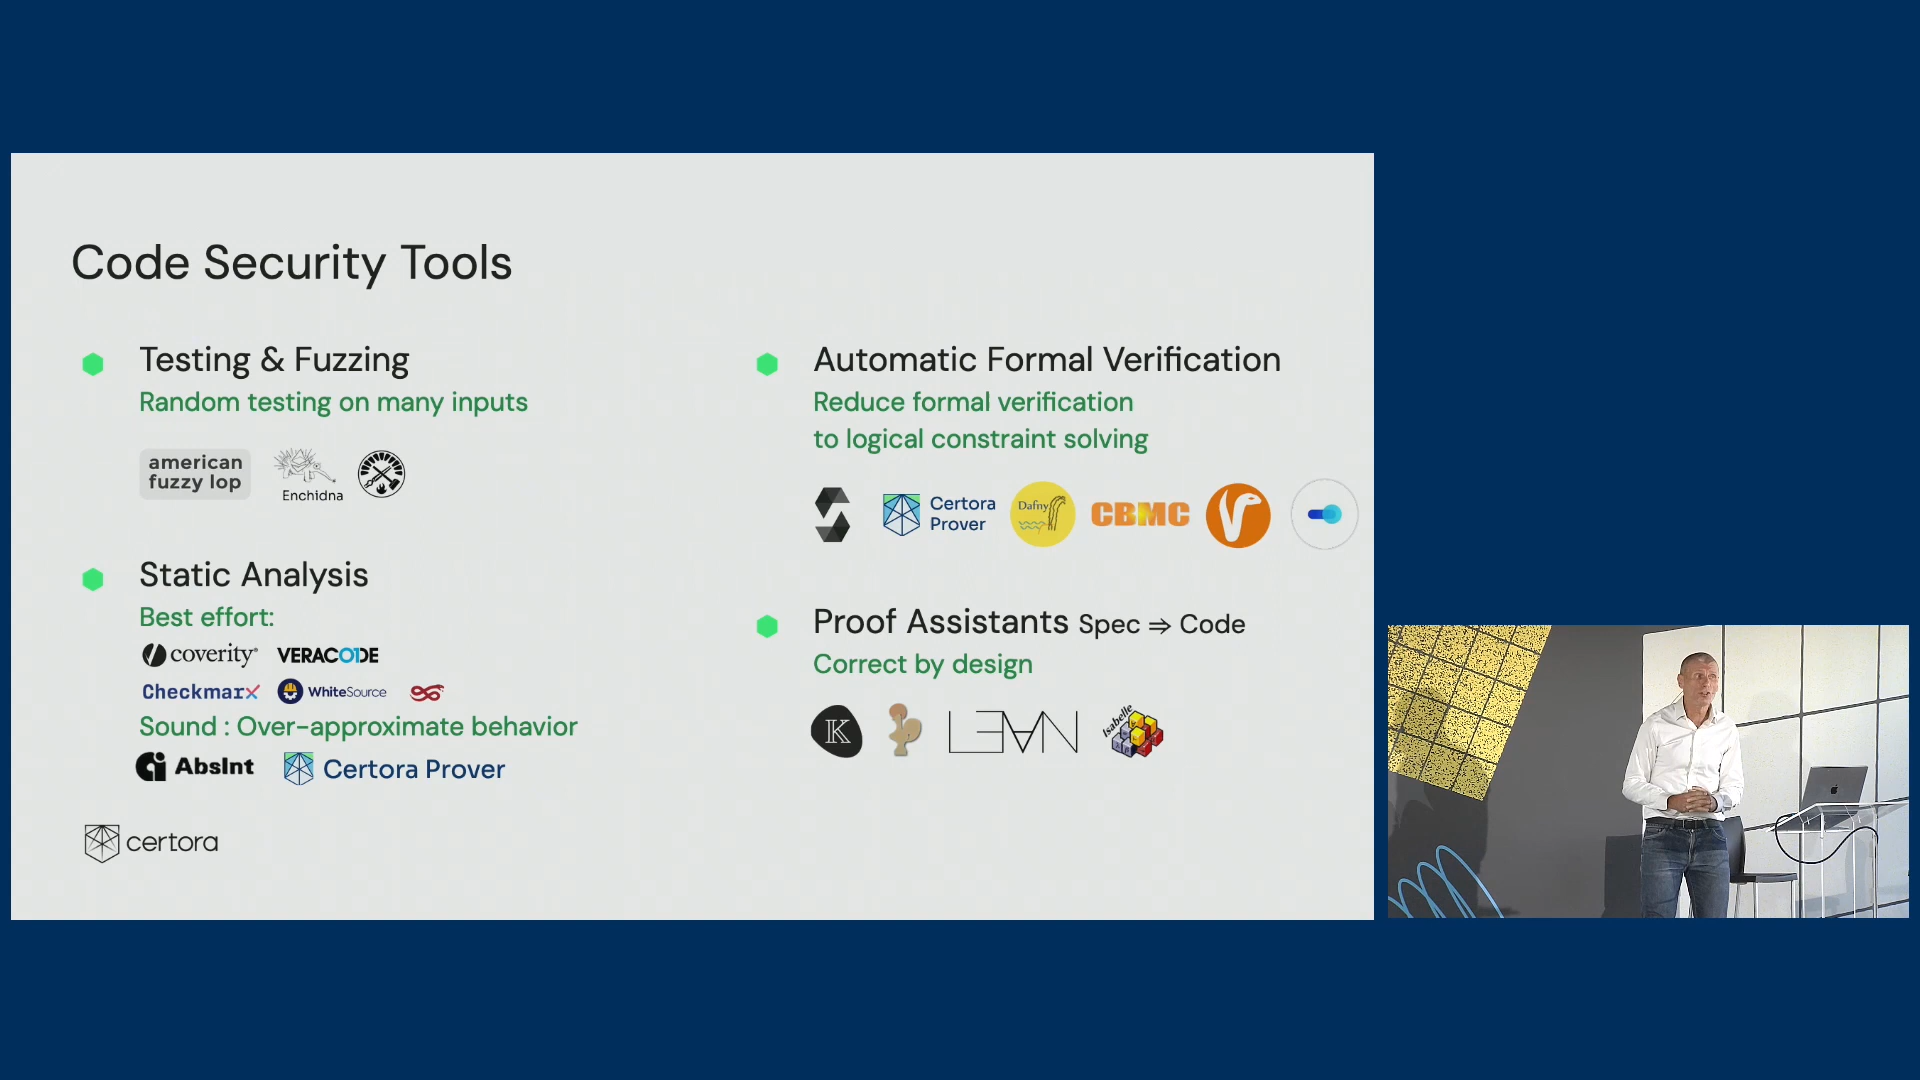 Code Security Tools
Testing & Fuzzing
Random testing on many inputs
american
fuzzy lop
Enchidna
Static Analysis
Best effort:
coverity
VERACODE
Checkmarx
WhiteSource
Sound : Over-approximate behavior
AbsInt
Certora Prover
certora
Automatic Formal Verification
Reduce formal verification
to logical constraint solving
Certora
Prover
Dafny
CBMC
Proof Assistants Spec ⇒ Code
Correct by design
K
L∃∀N
Isabelle